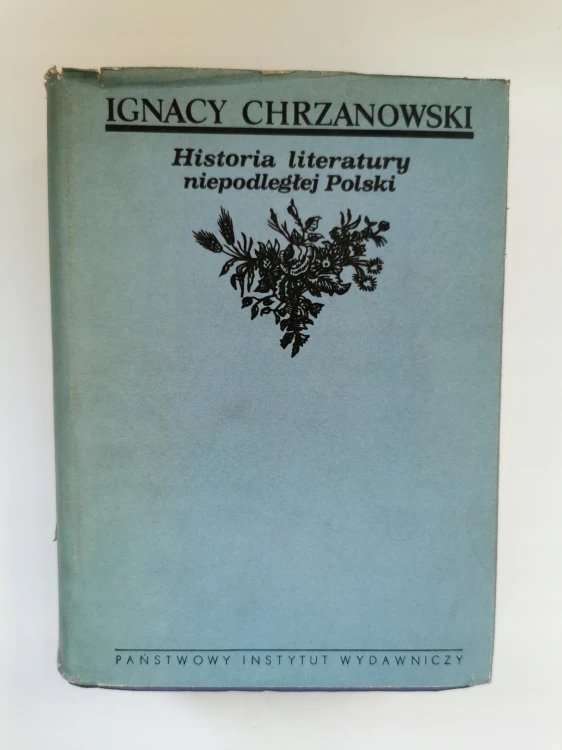 IGNACY CHRZANOWSKI
Historia literatury
niepodległej Polski
PAŃSTWOWY INSTYTUT WYDAWNICZY